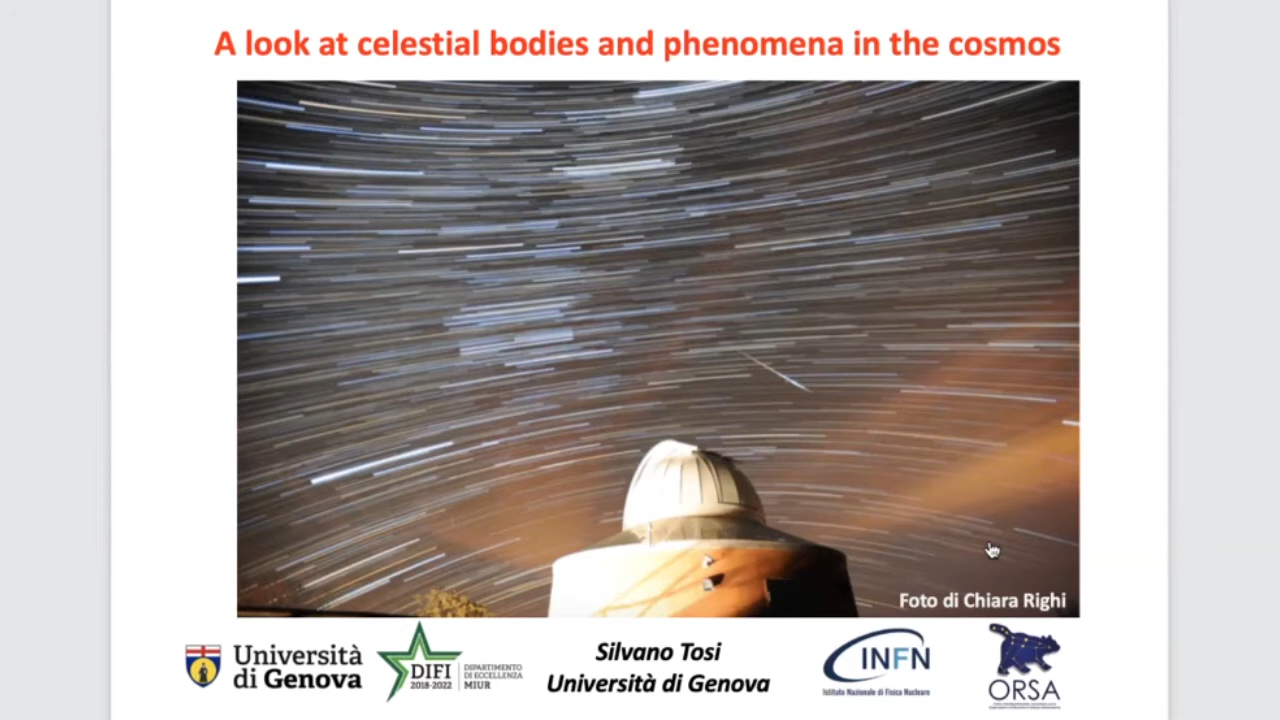 A look at celestial bodies and phenomena in the cosmos
Foto di Chiara Righi
Università
di Genova
DIFI
2018-2022
DIPARTIMENTO
DI ECCELLENZA
MIUR
Silvano Tosi
Università di Genova
INFN
Istituto Nazionale di Fisica Nucleare
ORSA